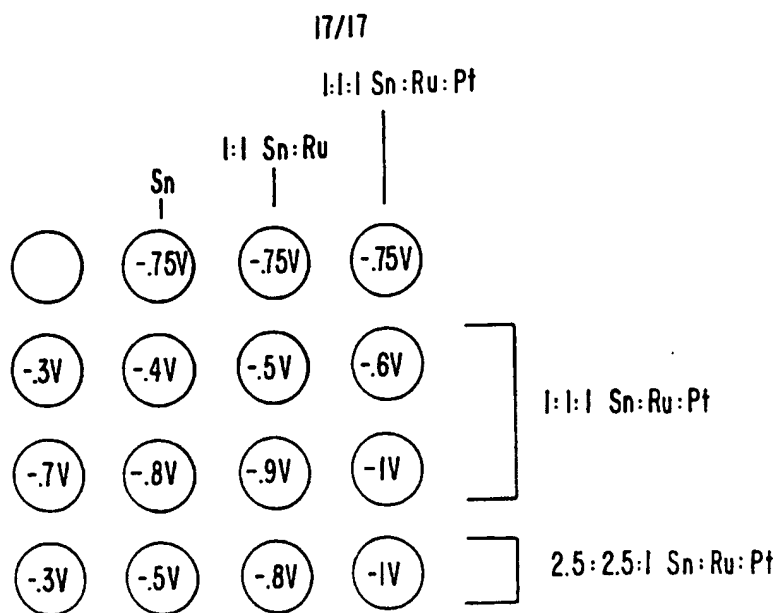 17/17
1:1:1 Sn:Ru:Pt
1:1 Sn:Ru
Sn
-.75V -.75V -.75V
-.3V -.4V -.5V -.6V
1:1:1 Sn:Ru:Pt
-.7V -.8V -.9V -1V
-.3V -.5V -.8V -1V
2.5:2.5:1 Sn:Ru:Pt